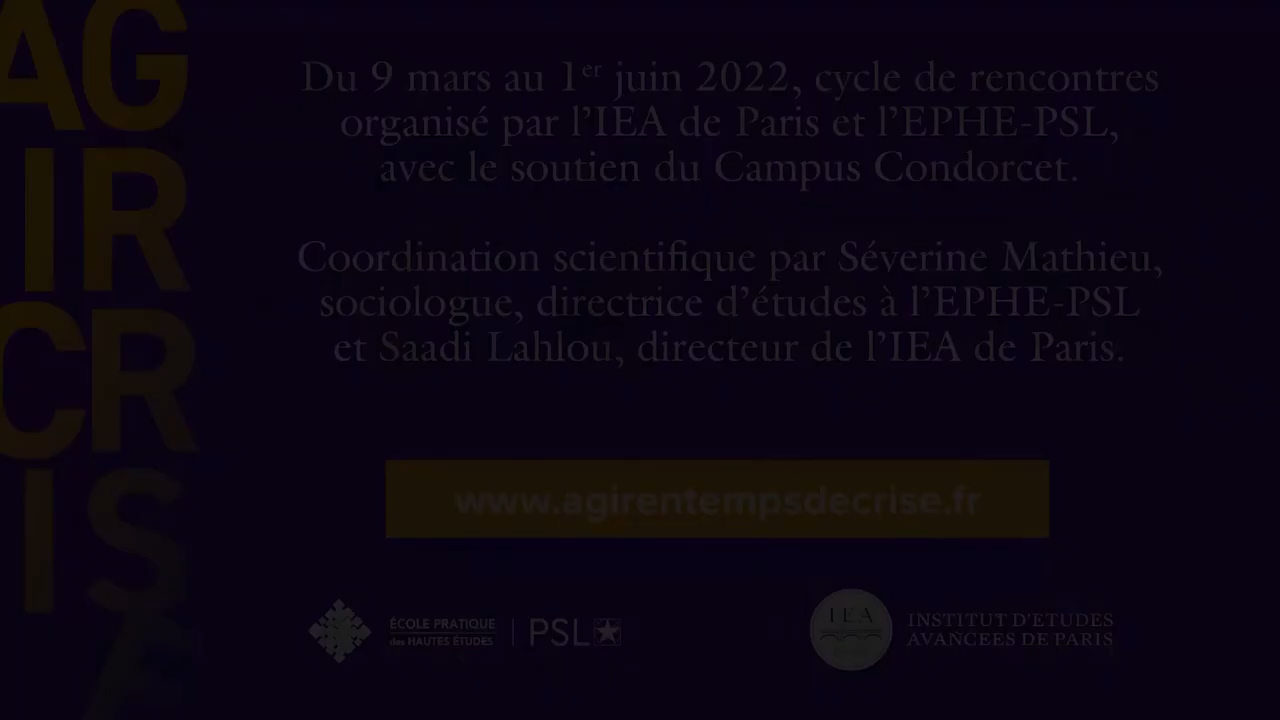 AG
IR
CR
IS
E
Du 9 mars au 1er juin 2022, cycle de rencontres
organisé par l'IEA de Paris et l'EPHE-PSL,
avec le soutien du Campus Condorcet.
Coordination scientifique par Séverine Mathieu,
sociologue, directrice d'études à l'EPHE-PSL
et Saadi Lahlou, directeur de l'IEA de Paris.
www.agirentempsdecrise.fr
ÉCOLE PRATIQUE
des HAUTES ÉTUDES
PSL
IEA
INSTITUT D'ETUDES
AVANCÉES DE PARIS